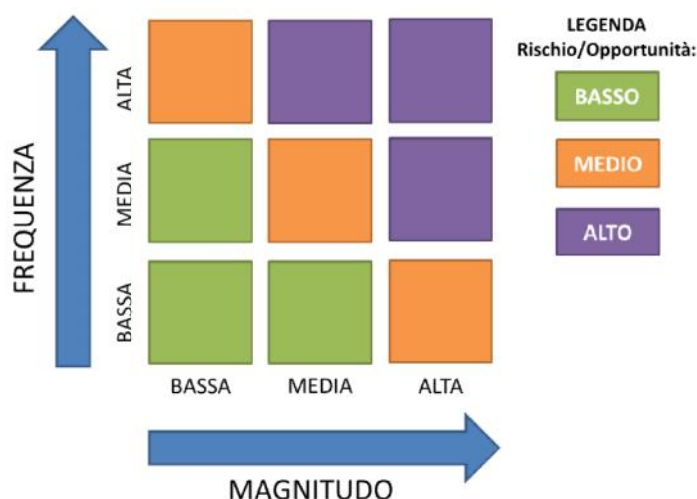 LEGENDA
Rischio/Opportunità:
BASSO
MEDIO
ALTO
FREQUENZA
ALTA
MEDIA
BASSA
BASSA MEDIA ALTA
MAGNITUDO